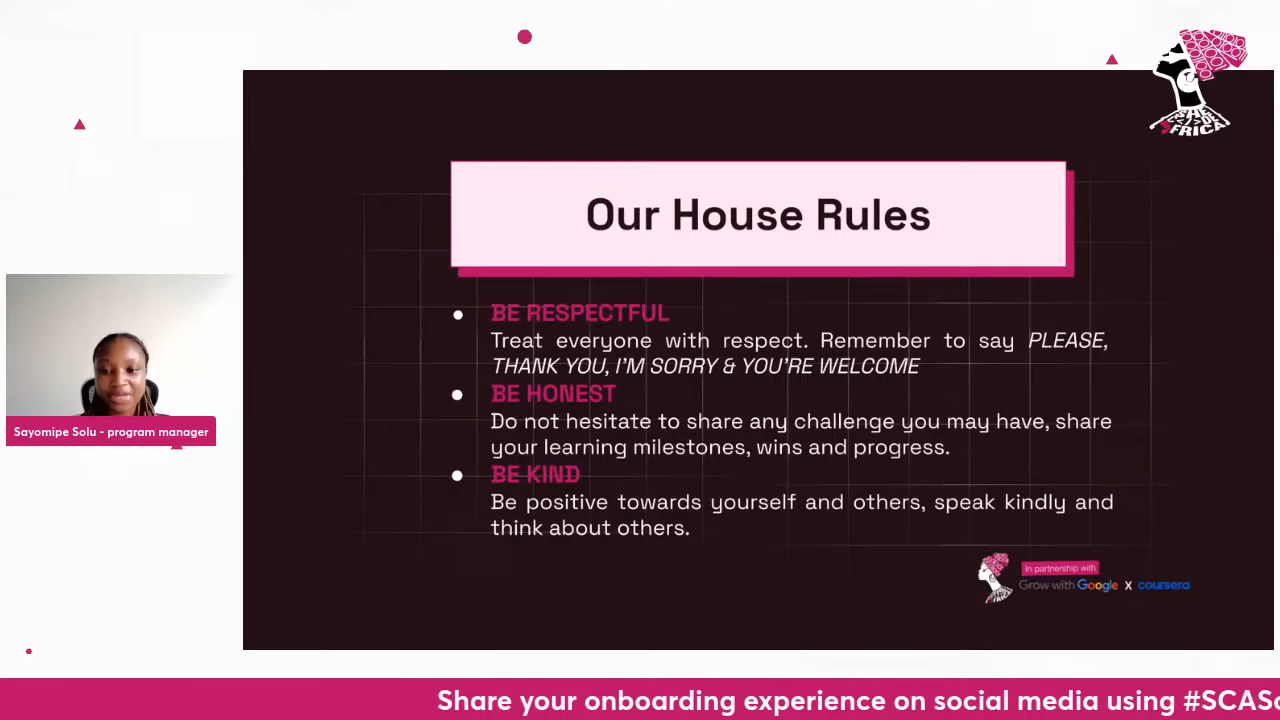 SHE
CODE
AFRICA
Our House Rules
BE RESPECTFUL
Treat everyone with respect. Remember to say PLEASE,
THANK YOU, I'M SORRY & YOU'RE WELCOME
BE HONEST
Do not hesitate to share any challenge you may have, share
your learning milestones, wins and progress.
BE KIND
Be positive towards yourself and others, speak kindly and
think about others.
Sayomipe Solu - program manager
In partnership with
Grow with Google X coursera
Share your onboarding experience on social media using